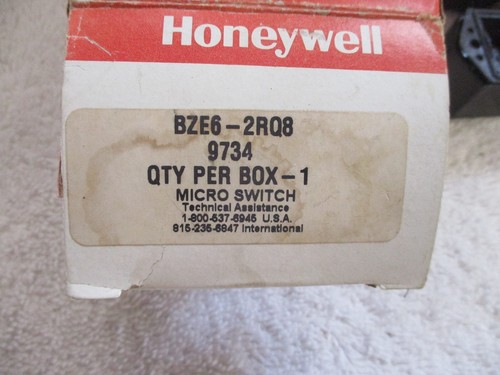 Honeywell
BZE6-2RQ8
9734
QTY PER BOX-1
MICRO SWITCH
Technical Assistance
1-800-537-6945 U.S.A.
815-235-6847 International